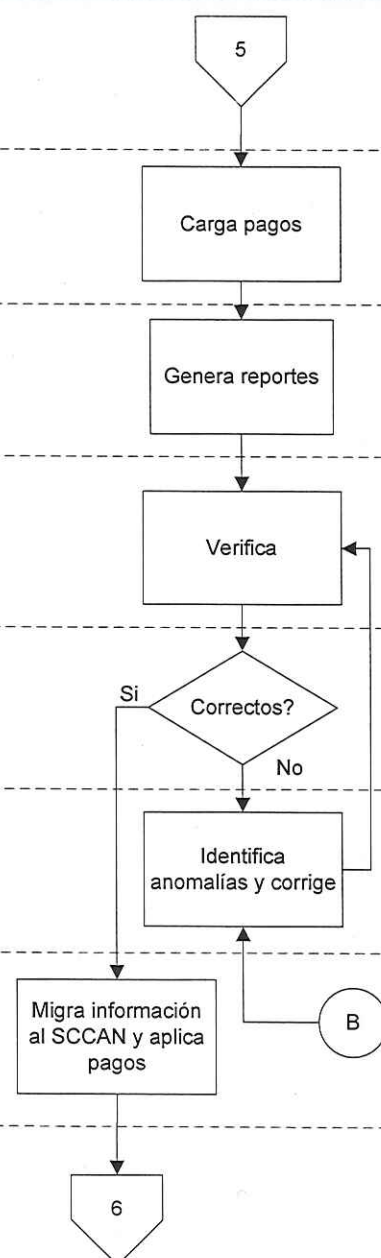 5
Carga pagos
Genera reportes
Verifica
Si
Correctos?
No
Identifica
anomalías y corrige
Migra información
al SCCAN y aplica
pagos
B
6